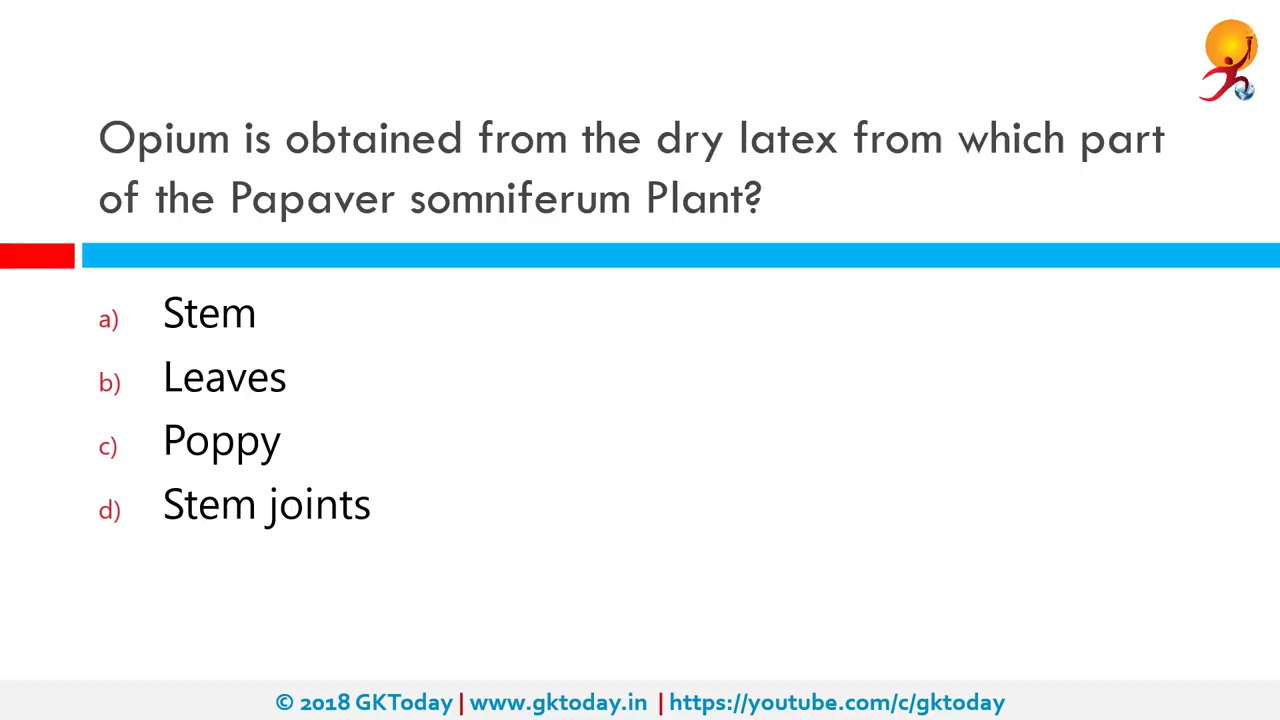 Opium is obtained from the dry latex from which part
of the Papaver somniferum Plant?
a) Stem
b) Leaves
c) Poppy
d) Stem joints
© 2018 GKToday | www.gktoday.in | https://youtube.com/c/gktoday